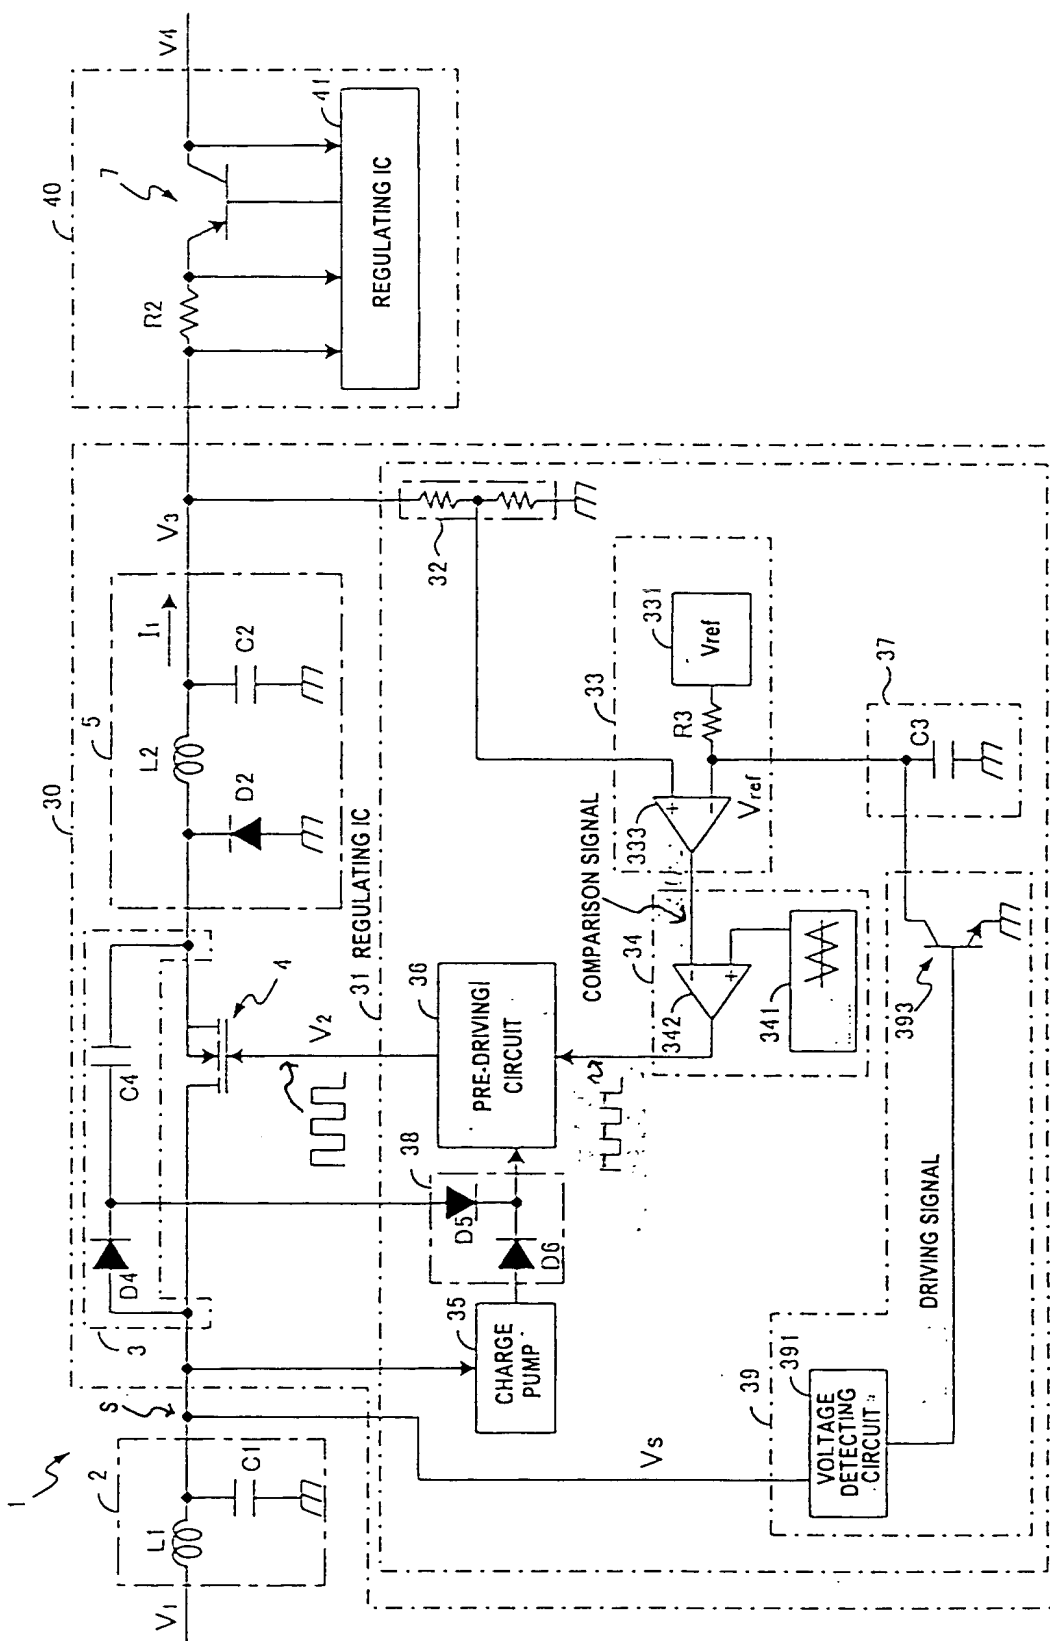 1
V1
2
L1
C1
S
3
D4
C4
4
V2
30
5
L2
D2
C2
I1
V3
40
R2
7
REGULATING IC
41
V4
31 REGULATING IC
32
35
CHARGE
PUMP
38
D5
D6
36
PRE-DRIVING
CIRCUIT
COMPARISON SIGNAL
34
342
341
33
333
R3
331
Vref
Vref
37
C3
Vs
39
391
VOLTAGE
DETECTING
CIRCUIT
DRIVING SIGNAL
393